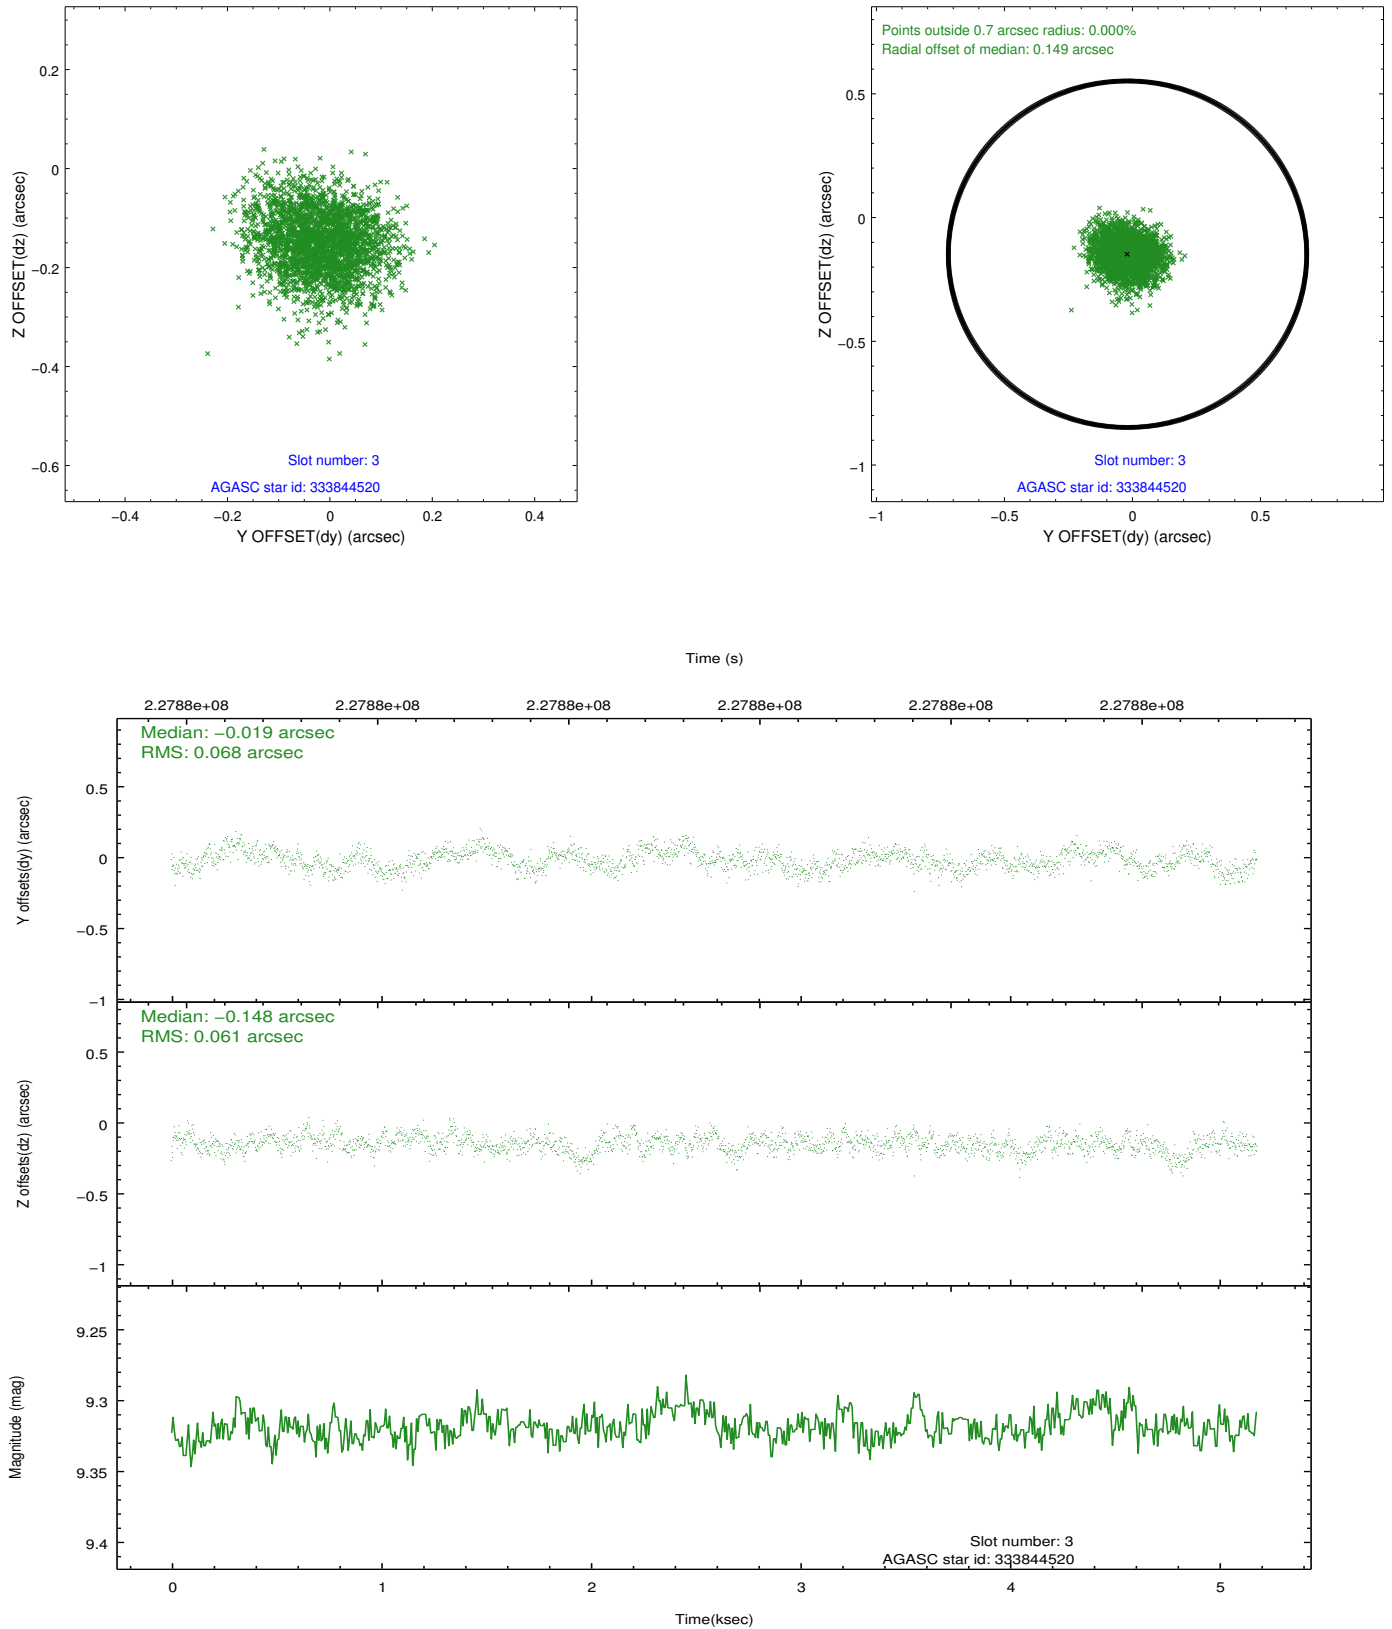 0.2
0
−0.2
−0.4
−0.6
Z OFFSET(dz) (arcsec)
Slot number: 3
AGASC star id: 333844520
−0.4
−0.2
0
0.2
0.4
Y OFFSET(dy) (arcsec)
Points outside 0.7 arcsec radius: 0.000%
Radial offset of median: 0.149 arcsec
0.5
0
−0.5
−1
Z OFFSET(dz) (arcsec)
Slot number: 3
AGASC star id: 333844520
−1
−0.5
0
0.5
Y OFFSET(dy) (arcsec)
Time (s)
2.2788e+08
2.2788e+08
2.2788e+08
2.2788e+08
2.2788e+08
2.2788e+08
Median: −0.019 arcsec
RMS: 0.068 arcsec
0.5
0
−0.5
−1
Y offsets(dy) (arcsec)
Median: −0.148 arcsec
RMS: 0.061 arcsec
0.5
0
−0.5
−1
Z offsets(dz) (arcsec)
9.25
9.3
9.35
9.4
Magnitude (mag)
Slot number: 3
AGASC star id: 333844520
0
1
2
3
4
5
Time(ksec)